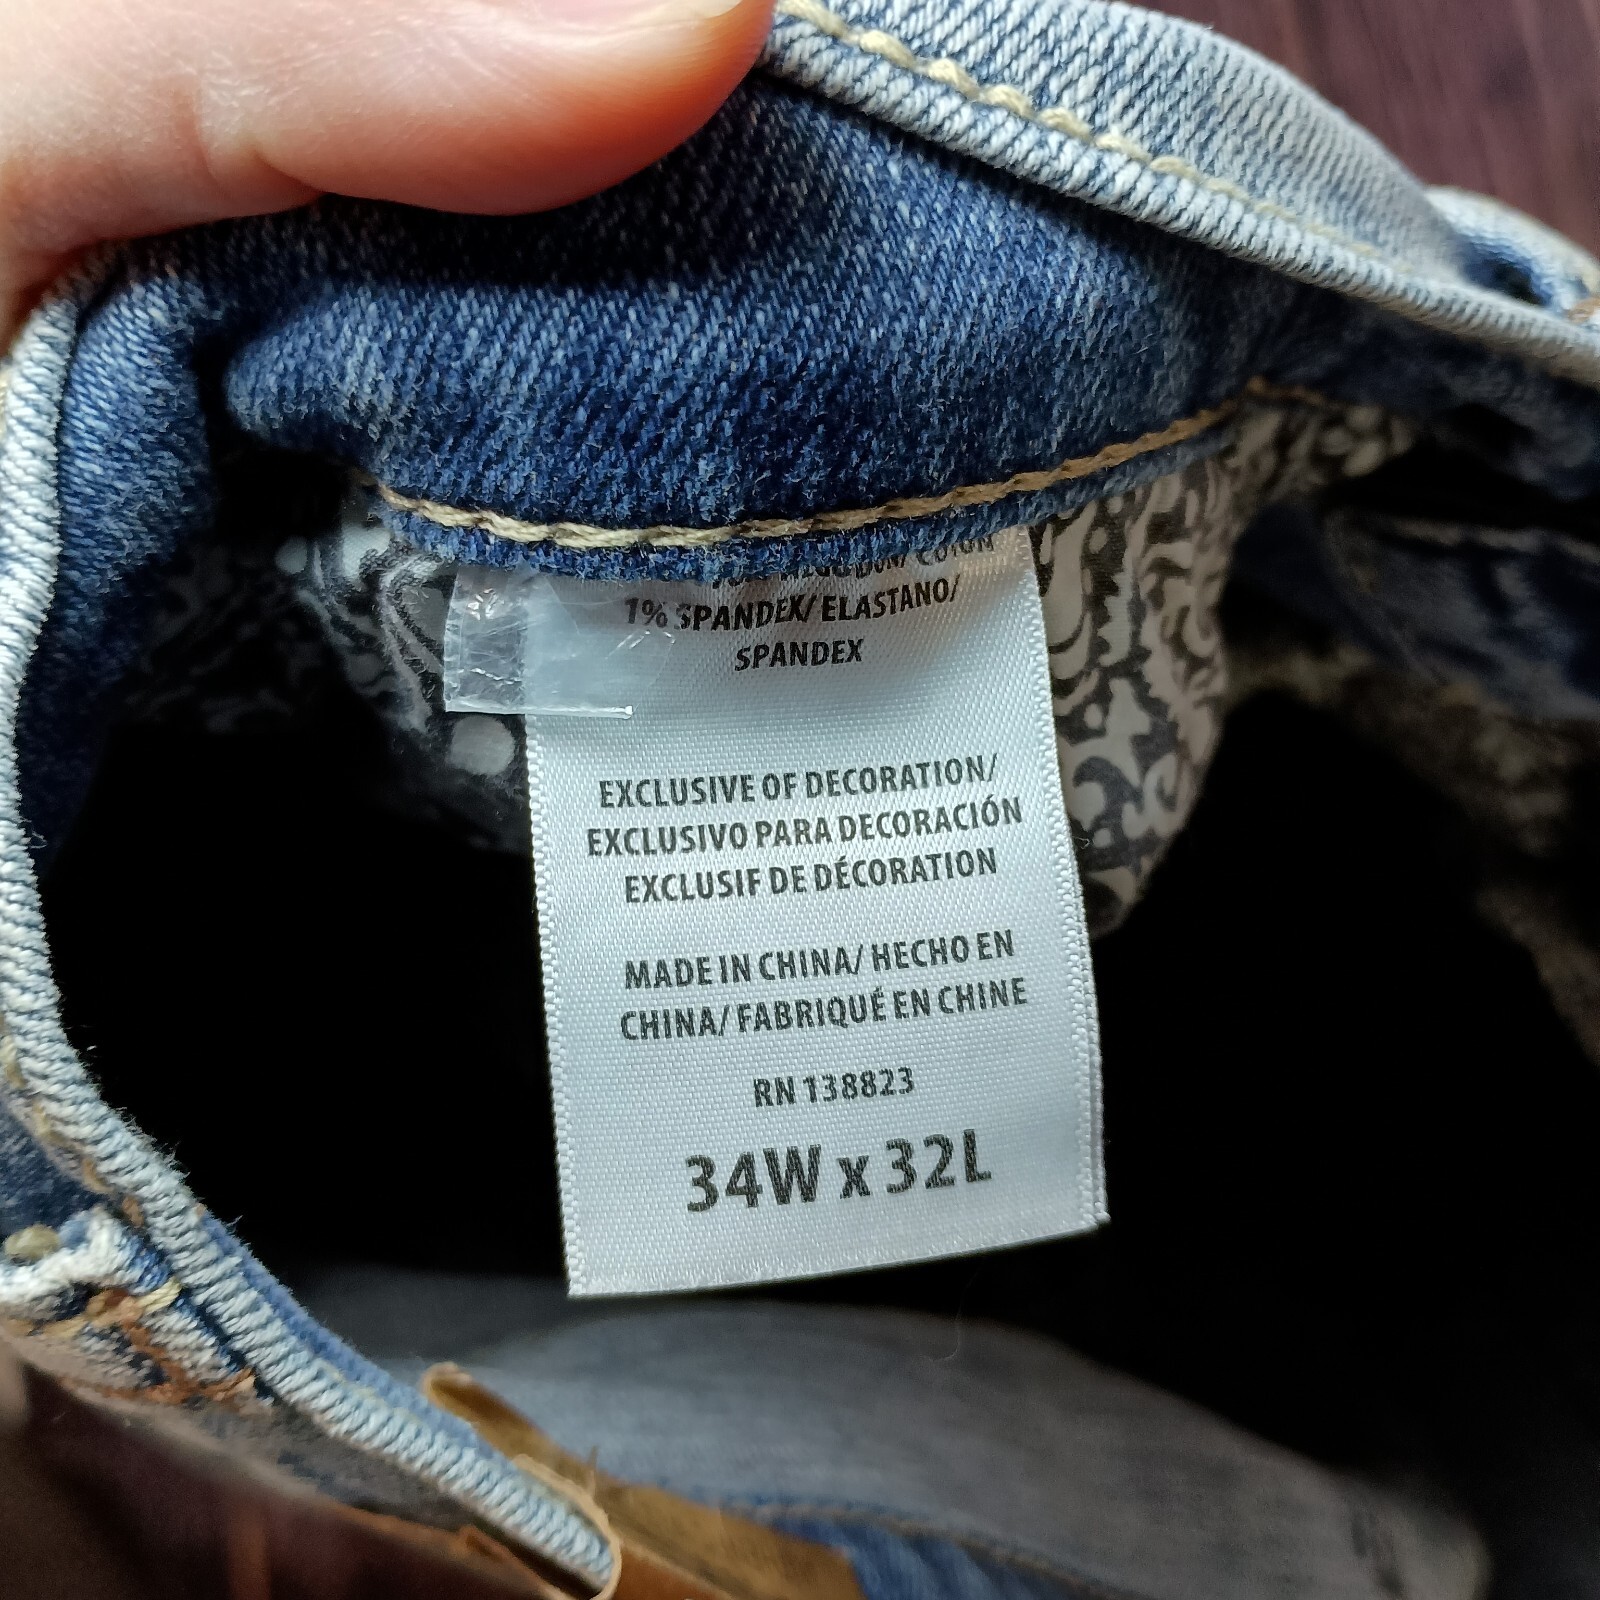 COTON
1% SPANDEX/ ELASTANO/
SPANDEX
EXCLUSIVE OF DECORATION/
EXCLUSIVO PARA DECORACIÓN
EXCLUSIF DE DÉCORATION
MADE IN CHINA/ HECHO EN
CHINA/ FABRIQUÉ EN CHINE
RN 138823
34W x 32L